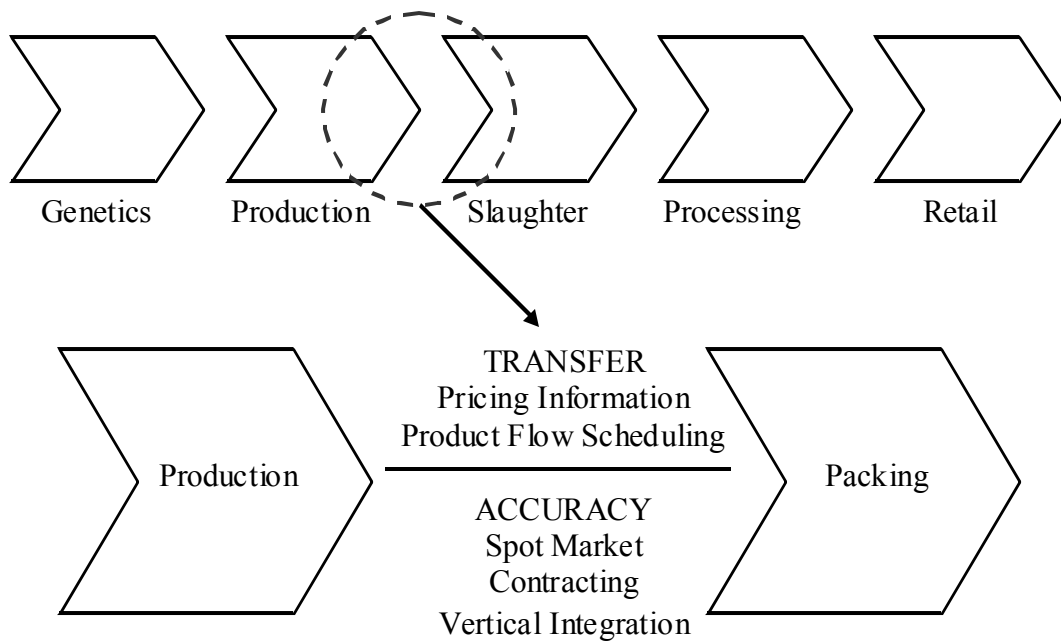 Genetics
Production
Slaughter
Processing
Retail
TRANSFER
Pricing Information
Product Flow Scheduling
Production
Packing
ACCURACY
Spot Market
Contracting
Vertical Integration